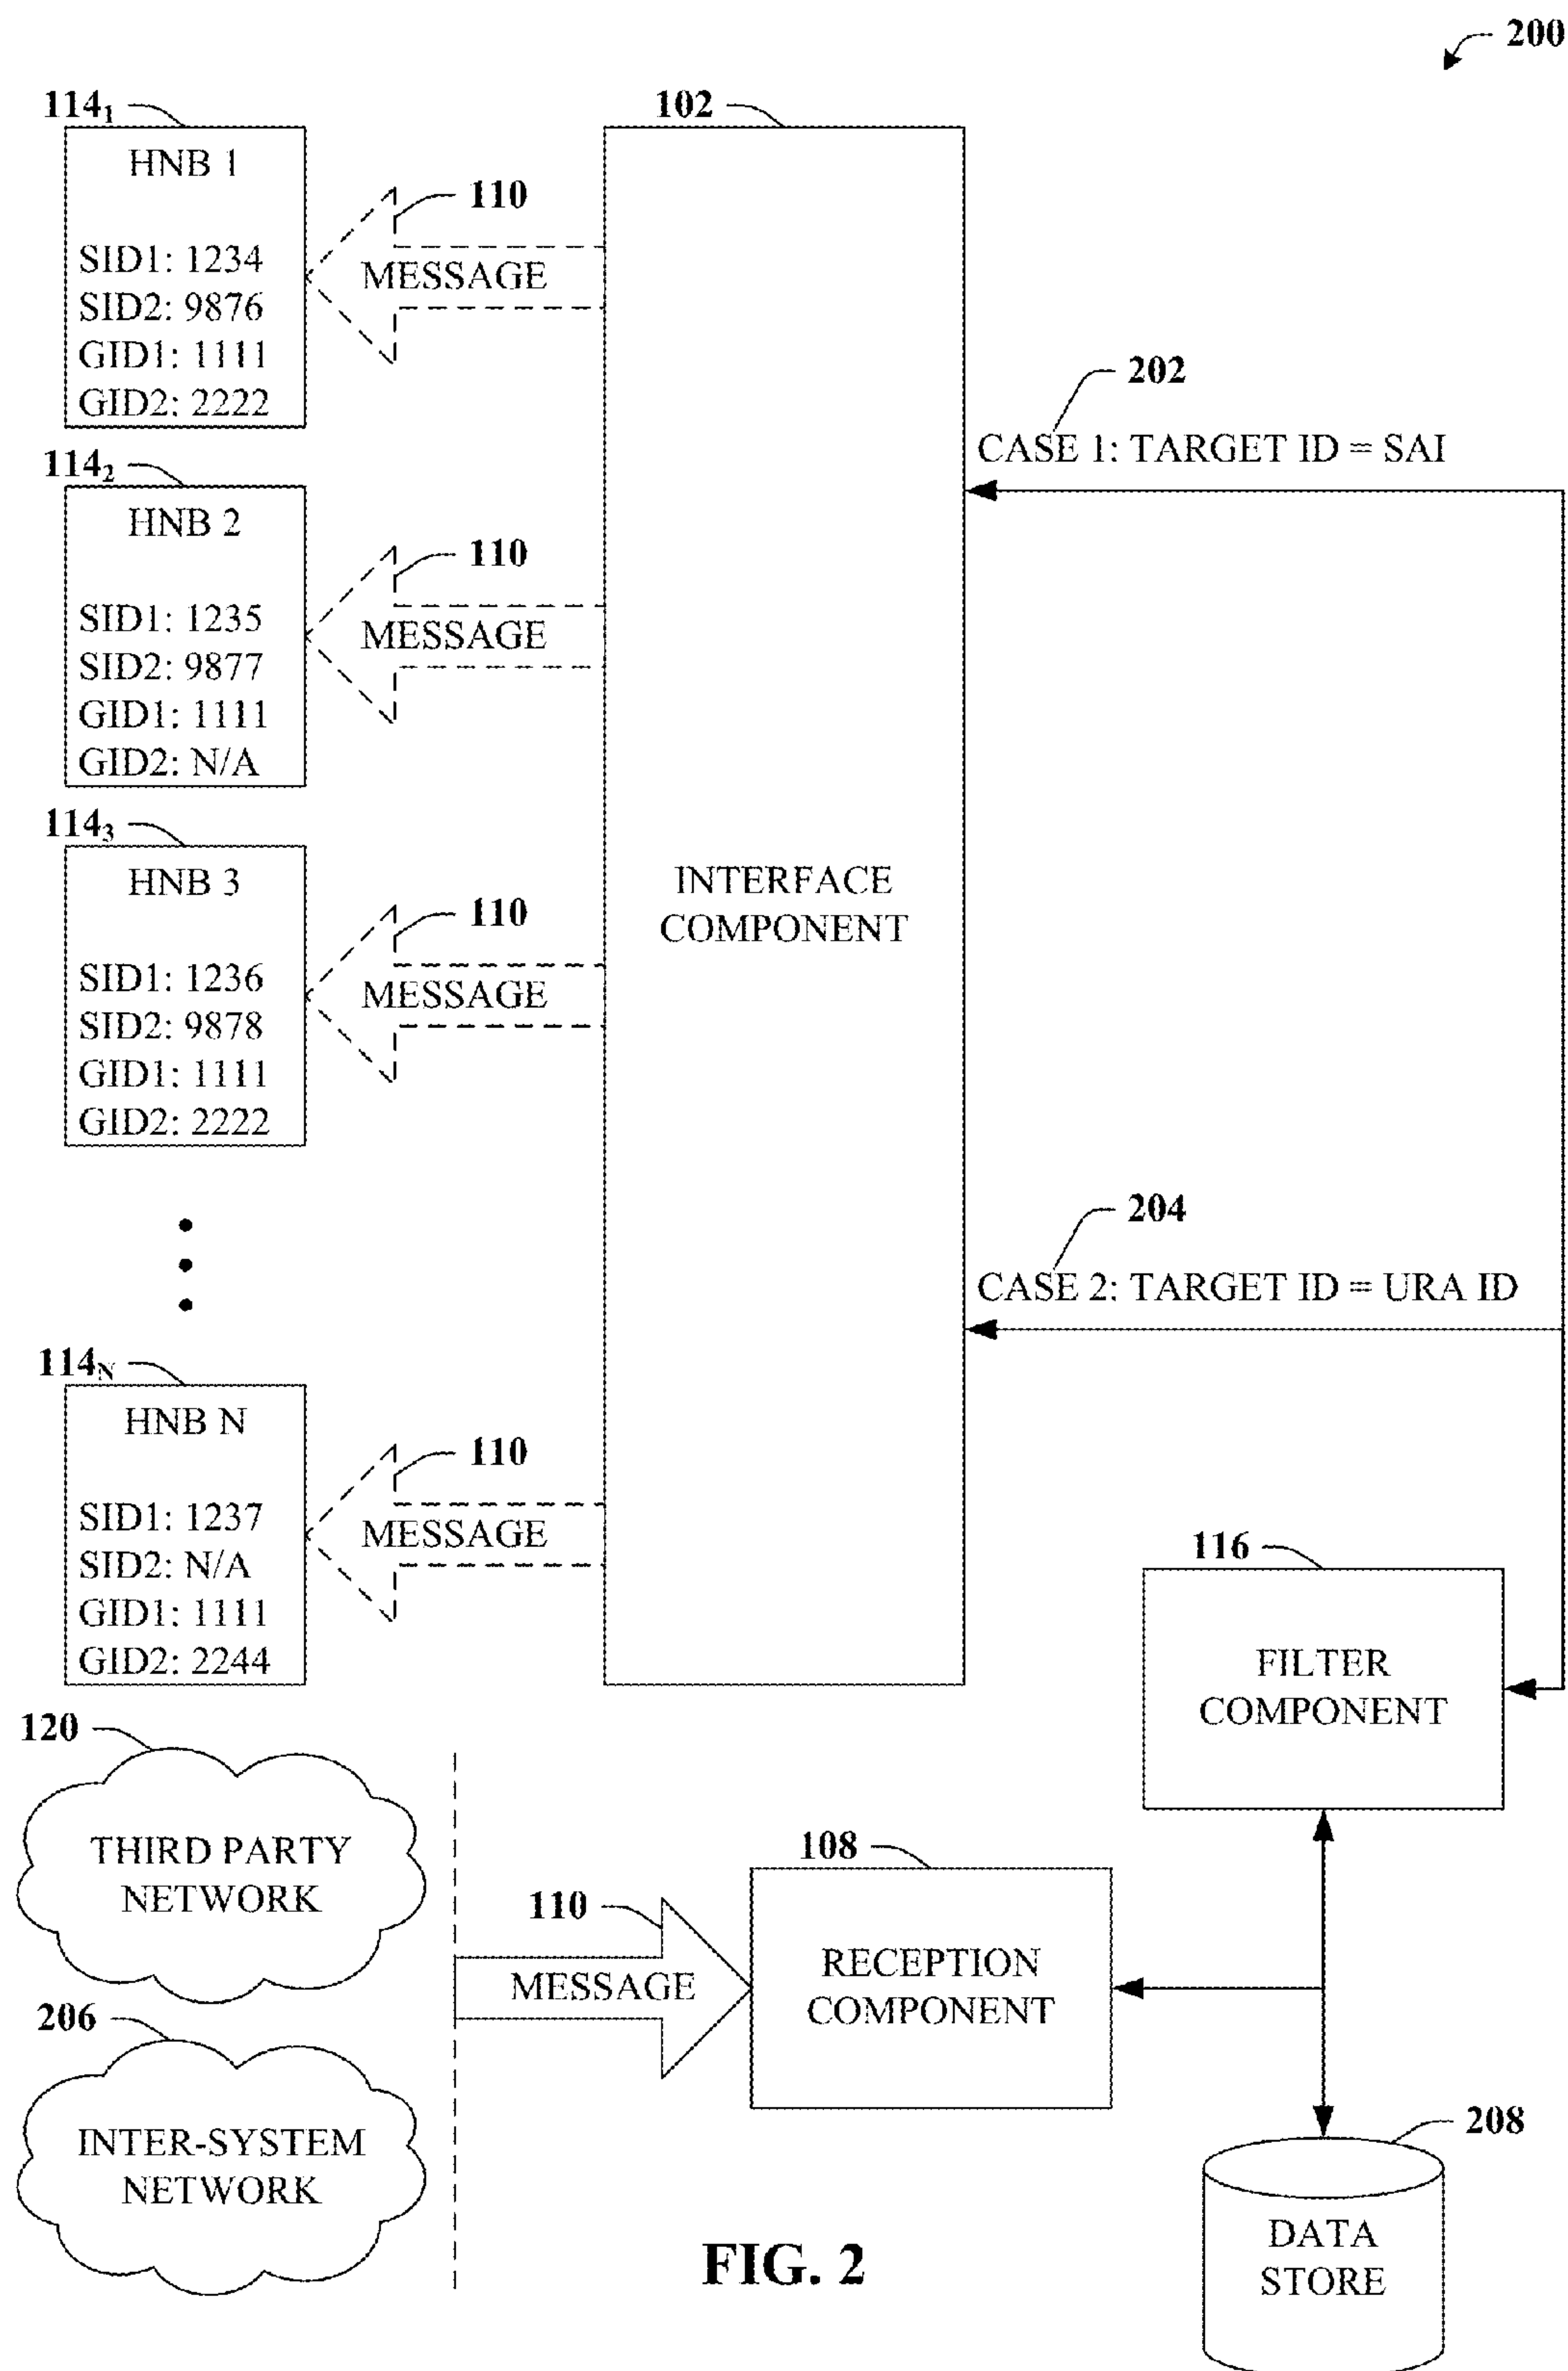 200
114₁
102
HNB 1
SID1: 1234
SID2: 9876
GID1: 1111
GID2: 2222
110
MESSAGE
202
CASE 1: TARGET ID = SAI
114₂
HNB 2
SID1: 1235
SID2: 9877
GID1: 1111
GID2: N/A
110
MESSAGE
114₃
HNB 3
SID1: 1236
SID2: 9878
GID1: 1111
GID2: 2222
110
MESSAGE
INTERFACE
COMPONENT
204
CASE 2: TARGET ID = URA ID
114N
HNB N
SID1: 1237
SID2: N/A
GID1: 1111
GID2: 2244
110
MESSAGE
116
FILTER
COMPONENT
120
THIRD PARTY
NETWORK
110
MESSAGE
108
RECEPTION
COMPONENT
206
INTER-SYSTEM
NETWORK
208
DATA
STORE
FIG. 2